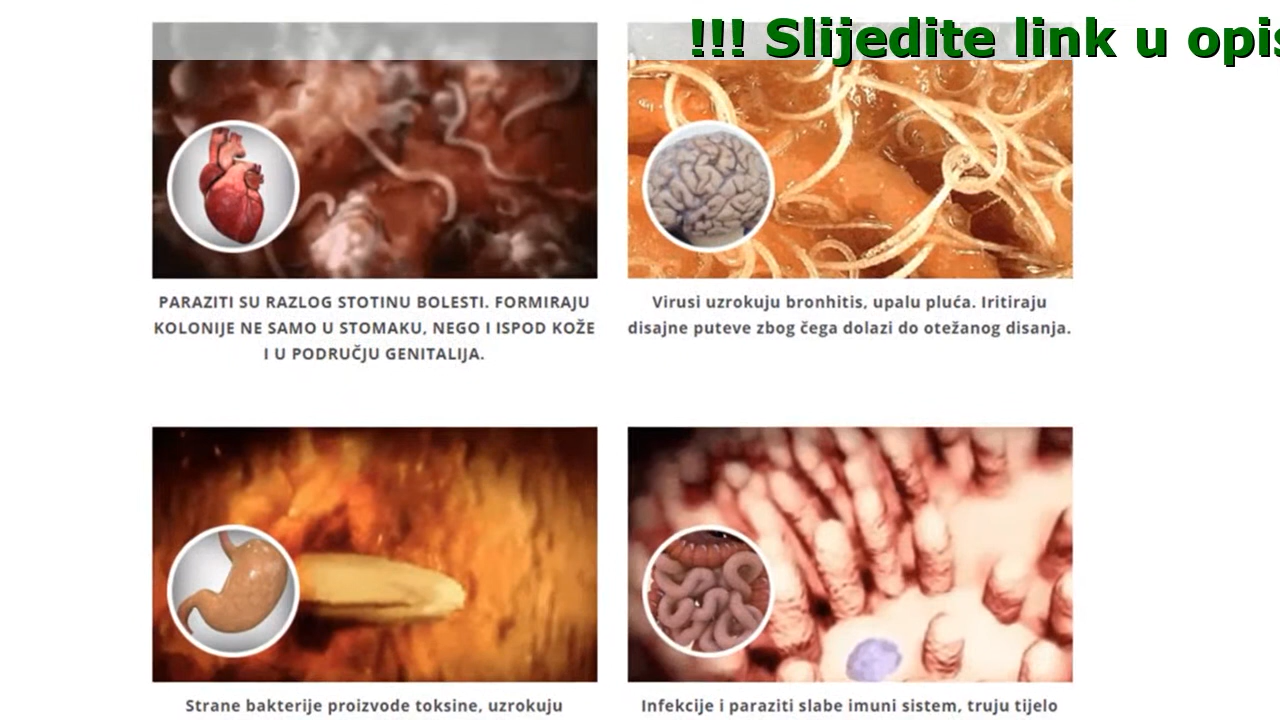 !!! Slijedite link u opis
PARAZITI SU RAZLOG STOTINU BOLESTI. FORMIRAJU
KOLONIJE NE SAMO U STOMAKU, NEGO I ISPOD KOŽE
I U PODRUČJU GENITALIJA.
Virusi uzrokuju bronhitis, upalu pluća. Iritiraju
disajne puteve zbog čega dolazi do otežanog disanja.
Strane bakterije proizvode toksine, uzrokuju
Infekcije i paraziti slabe imuni sistem, truju tijelo